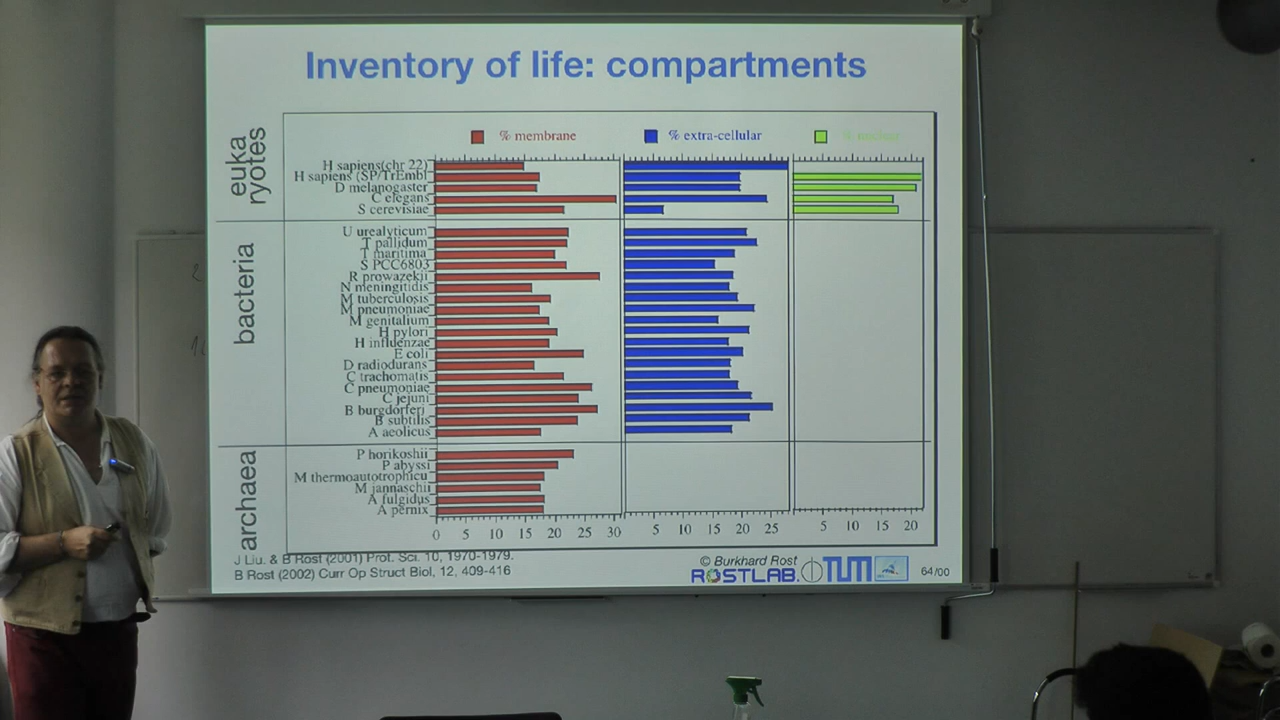 Inventory of life: compartments
% membrane
% extra-cellular
% nuclear
euka
ryotes
H sapiens(chr 22)
H sapiens (SP/TrEmbl
D melanogaster
C elegans
S cerevisiae
bacteria
U urealyticum
T pallidum
T maritima
S PCC6803
R prowazekii
N meningitidis
M tuberculosis
M pneumoniae
M genitalium
H pylori
H influenzae
E coli
D radiodurans
C trachomatis
C pneumoniae
C jejuni
B burgdorferi
B subtilis
A aeolicus
archaea
P horikoshii
P abyssi
M thermoautotrophicu
M jannaschii
A fulgidus
A pernix
0 5 10 15 20 25 30
5 10 15 20 25
5 10 15 20
J Liu. & B Rost (2001) Prot. Sci. 10, 1970-1979.
B Rost (2002) Curr Op Struct Biol, 12, 409-416
© Burkhard Rost
ROSTLAB.
TUM
64/00